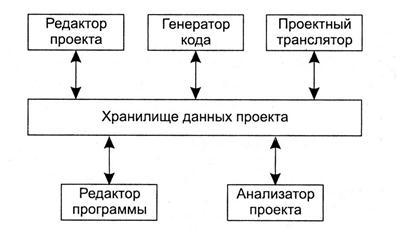 Редактор
проекта
Генератор
кода
Проектный
транслятор
Хранилище данных проекта
Редактор
программы
Анализатор
проекта